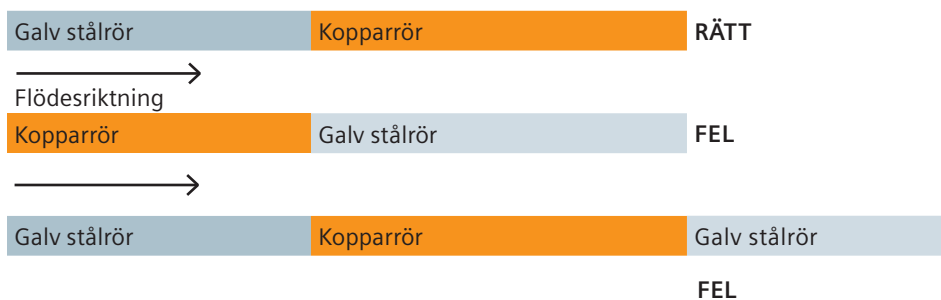 Galv stålrör Kopparrör RÄTT
Flödesriktning
Kopparrör Galv stålrör FEL
Galv stålrör Kopparrör Galv stålrör
FEL